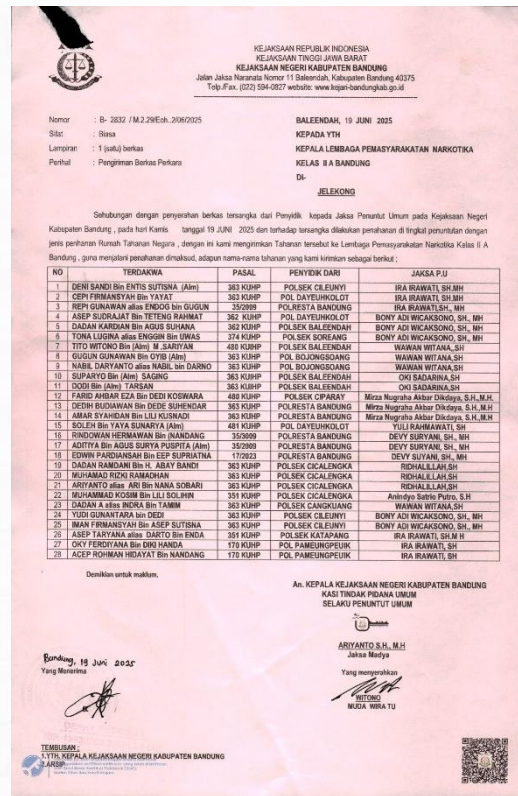 KEJAKSAAN REPUBLIK INDONESIA
KEJAKSAAN TINGGI JAWA BARAT
KEJAKSAAN NEGERI KABUPATEN BANDUNG
Jalan Jaksa Naranata Nomor 11 Baleendah, Kabupaten Bandung 40375
Telp./Fax. (022) 594-0827 website: www.kejari-bandungkab.go.id
Nomor : B- 2832 / M.2.29/Eoh..2/06/2025 BALEENDAH, 19 JUNI 2025
Sifat : Biasa KEPADA YTH
Lampiran : 1 (satu) berkas KEPALA LEMBAGA PEMASYARAKATAN NARKOTIKA
Perihal : Pengiriman Berkas Perkara KELAS II A BANDUNG
DI-
JELEKONG
Sehubungan dengan penyerahan berkas tersangka dari Penyidik kepada Jaksa Penuntut Umum pada Kejaksaan Negeri
Kabupaten Bandung , pada hari Kamis tanggal 19 JUNI 2025 dan terhadap tersangka dilakukan penahanan di tingkat penuntutan dengan
jenis penahanan Rumah Tahanan Negara , dengan ini kami mengirimkan Tahanan tersebut ke Lembaga Pemasyarakatan Narkotika Kelas II A
Bandung , guna menjalani penahanan dimaksud, adapun nama-nama tahanan yang kami kirimkan sebagai berikut ;
NO TERDAKWA PASAL PENYIDIK DARI JAKSA P.U
1 DENI SANDI Bin ENTIS SUTISNA (Alm) 363 KUHP POLSEK CILEUNYI IRA IRAWATI, SH.MH
2 CEPI FIRMANSYAH Bin YAYAT 363 KUHP POL DAYEUHKOLOT IRA IRAWATI, SH.MH
3 REPI GUNAWAN alias ENDOG bin GUGUN 35/2009 POLRESTA BANDUNG IRA IRAWATI,SH., MH
4 ASEP SUDRAJAT Bin TETENG RAHMAT 362 KUHP POL DAYEUHKOLOT BONY ADI WICAKSONO, SH., MH
5 DADAN KARDIAN Bin AGUS SUHANA 362 KUHP POLSEK BALEENDAH BONY ADI WICAKSONO, SH., MH
6 TONA LUGINA alias ENGGIN Bin UWAS 374 KUHP POLSEK SOREANG BONY ADI WICAKSONO, SH., MH
7 TITO WITONO Bin (Alm) M .SARIYAN 480 KUHP POLSEK BALEENDAH WAWAN WITANA,SH
8 GUGUN GUNAWAN Bin OYIB (Alm) 363 KUHP POL BOJONGSOANG WAWAN WITANA,SH
9 NABIL DARYANTO alias NABIL bin DARNO 363 KUHP POL BOJONGSOANG WAWAN WITANA,SH
10 SUPARYO Bin (Alm) SAGING 363 KUHP POLSEK BALEENDAH OKI SADARINA,SH
11 DODI Bin (Alm) TARSAN 363 KUHP POLSEK BALEENDAH OKI SADARINA,SH
12 FARID AHBAR EZA Bin DEDI KOSWARA 480 KUHP POLSEK CIPARAY Mirza Nugraha Akbar Dikdaya, S.H.,M.H.
13 DEDIH BUDIAWAN Bin DEDE SUHENDAR 363 KUHP POLRESTA BANDUNG Mirza Nugraha Akbar Dikdaya, S.H.,MH
14 AMAR SYAHIDAN Bin LILI KUSNADI 363 KUHP POLRESTA BANDUNG Mirza Nugraha Akbar Dikdaya, S.H.,MH
15 SOLEH Bin YAYA SUNARYA (Alm) 481 KUHP POL DAYEUHKOLOT YULI RAHMAWATI, SH
16 RINDOWAN HERMAWAN Bin (NANDANG 35/3009 POLRESTA BANDUNG DEVY SURYANI, SH., MH
17 ADITIYA Bin AGUS SURYA PUSPITA (Alm) 35/2009 POLRESTA BANDUNG DEVY SURYANI, SH., MH
18 EDWIN PARDIANSAH Bin EEP SUPRIATNA 17/2023 POLRESTA BANDUNG DEVY SUYANI, SH., MH
19 DADAN RAMDANI Bin H. ABAY BANDI 363 KUHP POLSEK CICALENGKA RIDHALILLAH,SH
20 MUHAMAD RIZKI RAMADHAN 363 KUHP POLSEK CICALENGKA RIDHALILLAH,SH
21 ARIYANTO alias ARI Bin NANA SOBARI 363 KUHP POLSEK CICALENGKA RIDHALILLAH,SH
22 MUHAMMAD KOSIM Bin LILI SOLIHIN 351 KUHP POLSEK CICALENGKA Anindyo Satrio Putro, S.H
23 DADAN A alias INDRA Bin TAMIM 363 KUHP POLSEK CANGKUANG WAWAN WITANA,SH
24 YUDI GUNANTARA bin DEDI 363 KUHP POLSEK CILEUNYI BONY ADI WICAKSONO, SH., MH
25 IMAN FIRMANSYAH Bin ASEP SUTISNA 363 KUHP POLSEK CILEUNYI BONY ADI WICAKSONO, SH., MH
26 ASEP TARYANA alias DARTO Bin ENDA 351 KUHP POLSEK KATAPANG IRA IRAWATI, SH.M H
27 OKY FERDIYANA Bin DIKI HANDA 170 KUHP POL PAMEUNGPEUIK IRA IRAWATI, SH
28 ACEP ROHMAN HIDAYAT Bin NANDANG 170 KUHP POL PAMEUNGPEUIK IRA IRAWATI, SH
Demikian untuk maklum.
An. KEPALA KEJAKSAAN NEGERI KABUPATEN BANDUNG
KASI TINDAK PIDANA UMUM
SELAKU PENUNTUT UMUM
ARIYANTO S.H., M.H
Jaksa Madya
Bandung, 19 Juni 2025
Yang Menerima
Yang menyerahkan
WITONO
MUDA WIRA TU
TEMBUSAN :
1.YTH. KEPALA KEJAKSAAN NEGERI KABUPATEN BANDUNG
2.ARSIP